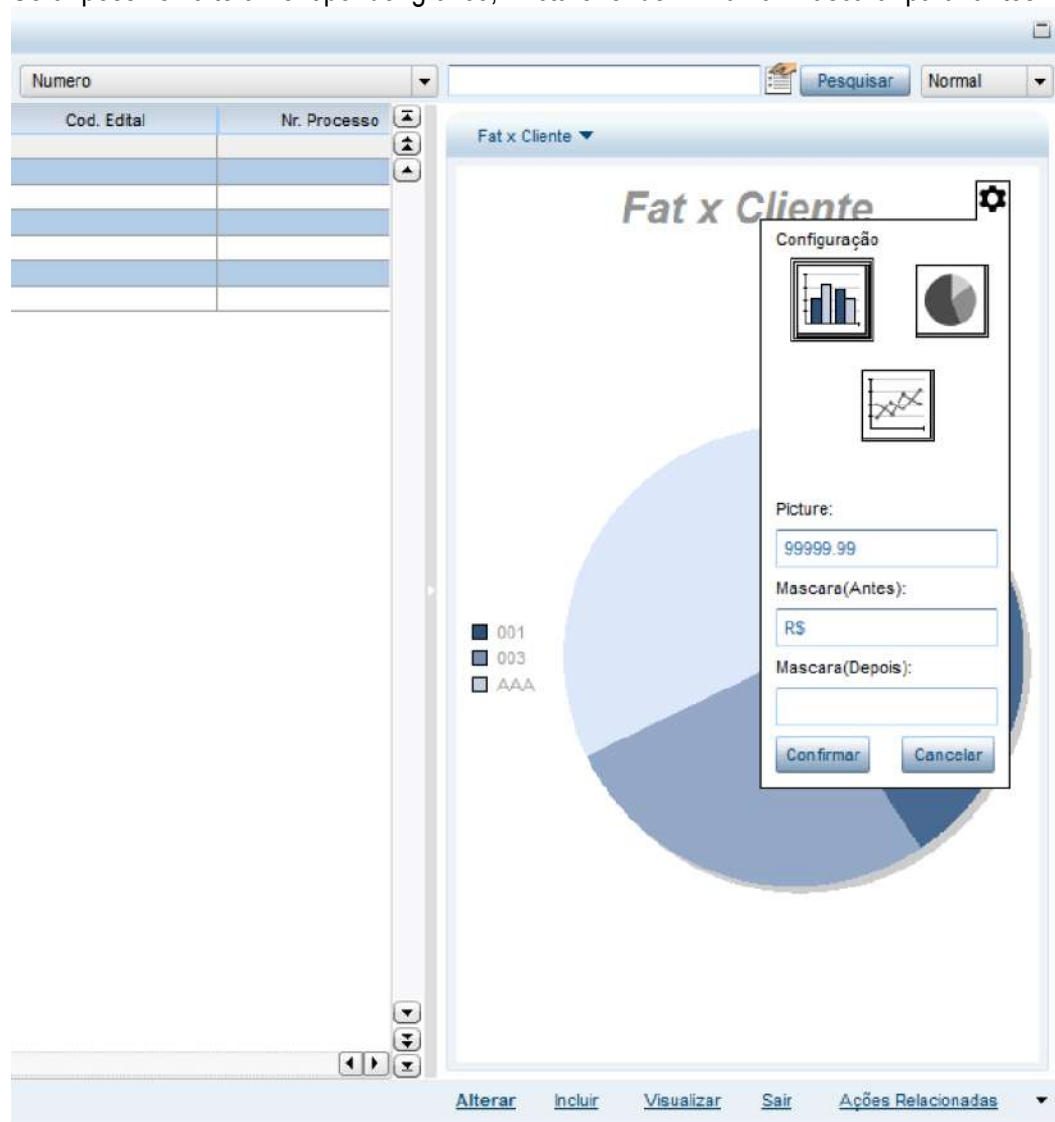 Numero
Pesquisar
Normal
Cod. Edital
Nr. Processo
Fat x Cliente
Fat x Cliente
Configuração
Picture:
99999.99
Mascara(Antes):
R$
Mascara(Depois):
Confirmar
Cancelar
001
003
AAA
Alterar
Incluir
Visualizar
Sair
Ações Relacionadas